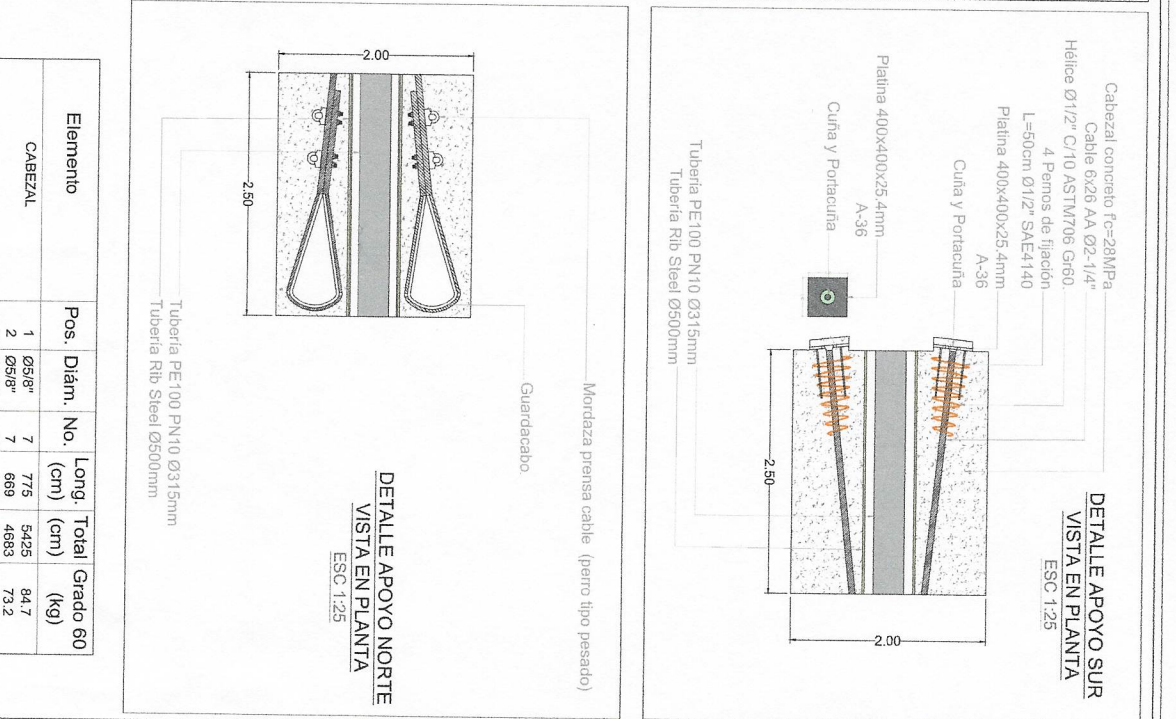 Cabezal concreto f'c=28MPa
Cable 6x26 AA Ø2-1/4"
Hélice Ø1/2" C/10 ASTM706 Gr60.
4 Pernos de fijación
L=50cm Ø1/2" SAE4140
Platina 400x400x25.4mm
A-36
Cuña y Portacuña
Platina 400x400x25.4mm
A-36
Cuña y Portacuña
Tubería PE100 PN10 Ø315mm
Tubería Rib Steel Ø500mm
2.50
2.00
DETALLE APOYO SUR
VISTA EN PLANTA
ESC 1:25
Mordaza prensa cable (perro tipo pesado)
Guardacabo.
2.00
2.50
Tubería PE100 PN10 Ø315mm
Tubería Rib Steel Ø500mm
DETALLE APOYO NORTE
VISTA EN PLANTA
ESC 1:25
Elemento Pos. Diám. No. Long. (cm) Total (cm) Grado 60 (kg)
CABEZAL 1 Ø5/8" 7 775 5425 84.7
2 Ø5/8" 7 669 4683 73.2